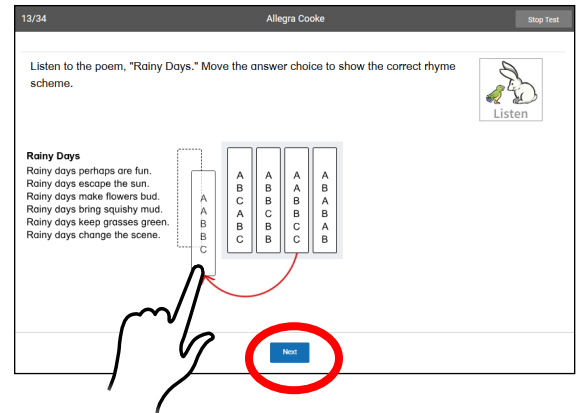 13/34
Allegra Cooke
Stop Test
Listen to the poem, "Rainy Days." Move the answer choice to show the correct rhyme
scheme.
Listen
Rainy Days
Rainy days perhaps are fun.
Rainy days escape the sun.
Rainy days make flowers bud.
Rainy days bring squishy mud.
Rainy days keep grasses green.
Rainy days change the scene.
A
A
B
B
C
A
B
C
A
B
C
A
B
C
B
C
B
A
A
B
B
C
C
A
B
A
B
A
B
Next